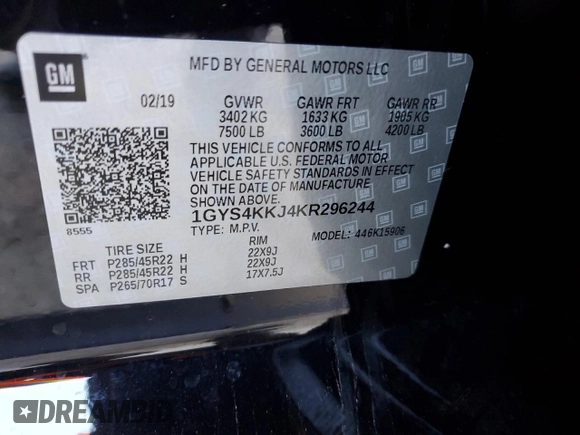 GM
MFD BY GENERAL MOTORS LLC
02/19 GVWR GAWR FRT GAWR RR
3402 KG 1633 KG 1905 KG
7500 LB 3600 LB 4200 LB
THIS VEHICLE CONFORMS TO ALL
APPLICABLE U.S. FEDERAL MOTOR
VEHICLE SAFETY STANDARDS IN EFFECT
ON THE DATE OF MANUFACTURE
SHOWN ABOVE.
1GYS4KKJ4KR296244
8555 TYPE: M.P.V. MODEL: 446K15906
TIRE SIZE RIM
FRT P285/45R22 H 22X9J
RR P285/45R22 H 22X9J
SPA P265/70R17 S 17X7.5J
DREAMBID